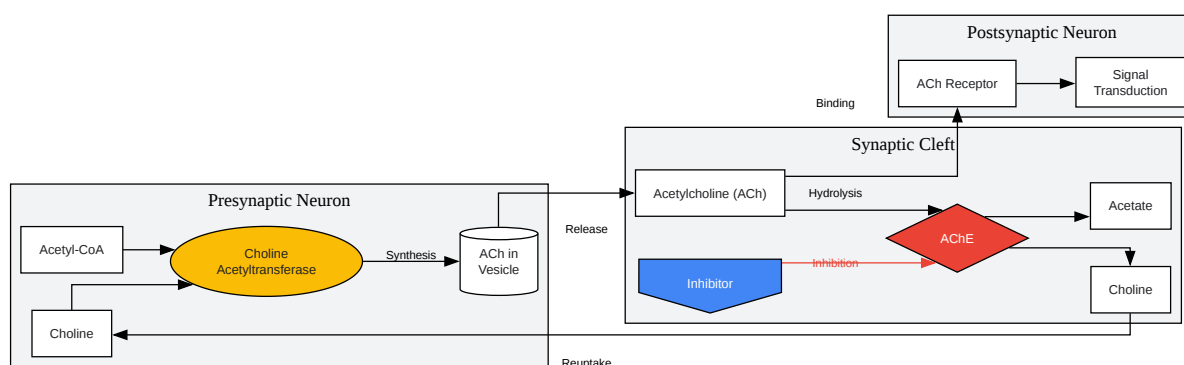 Postsynaptic Neuron
ACh Receptor
Signal
Transduction
Binding
Synaptic Cleft
Acetylcholine (ACh)
Hydrolysis
AChE
Acetate
Choline
Inhibitor
Inhibition
Release
Presynaptic Neuron
Acetyl-CoA
Choline
Acetyltransferase
Synthesis
ACh in
Vesicle
Choline
Reuptake